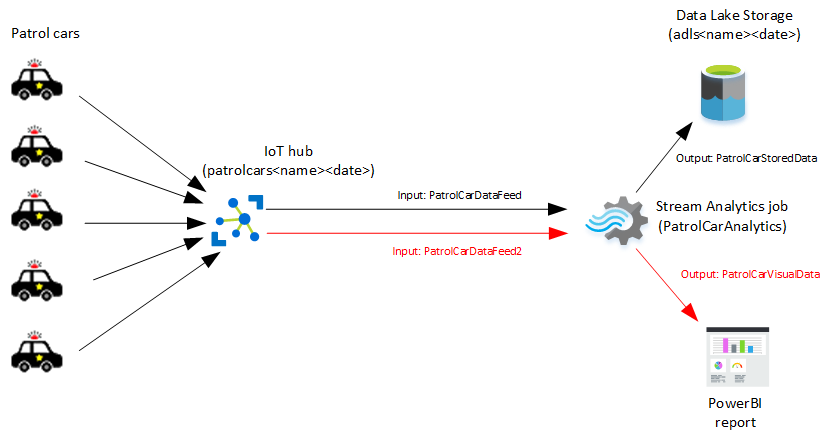 Patrol cars
Data Lake Storage
(adls<name><date>)
IoT hub
(patrolcars<name><date>)
Output: PatrolCarStoredData
Input: PatrolCarDataFeed
Stream Analytics job
(PatrolCarAnalytics)
Input: PatrolCarDataFeed2
Output: PatrolCarVisualData
PowerBI
report